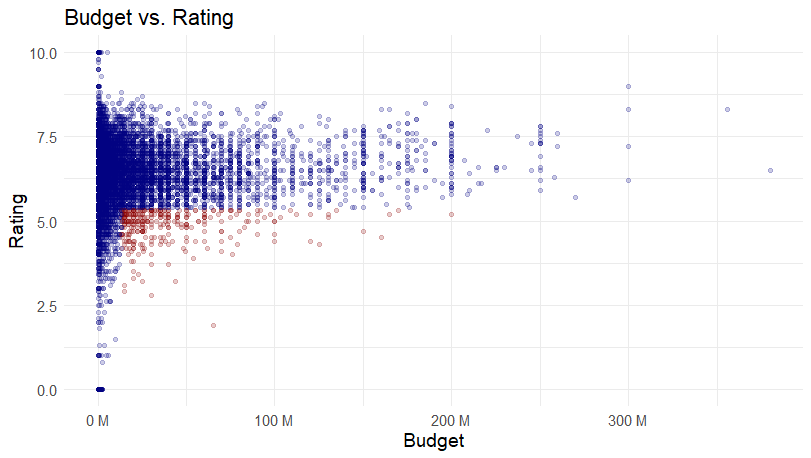 Budget vs. Rating
10.0
7.5
5.0
2.5
0.0
Rating
0 M
100 M
200 M
300 M
Budget